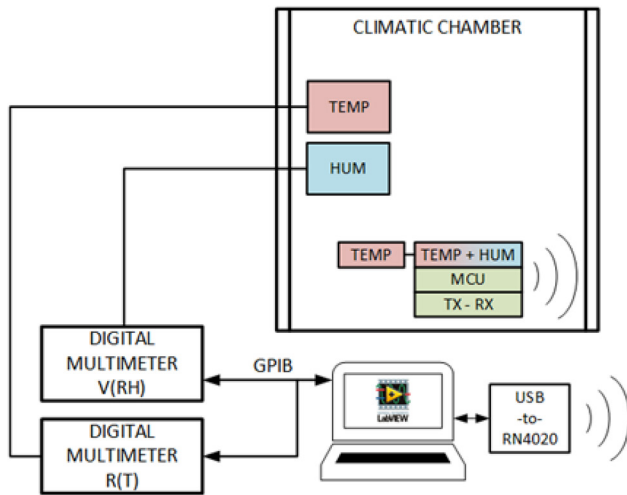 CLIMATIC CHAMBER
TEMP
HUM
TEMP
TEMP + HUM
MCU
TX - RX
DIGITAL
MULTIMETER
V(RH)
GPIB
DIGITAL
MULTIMETER
R(T)
LabVIEW
USB
-to-
RN4020